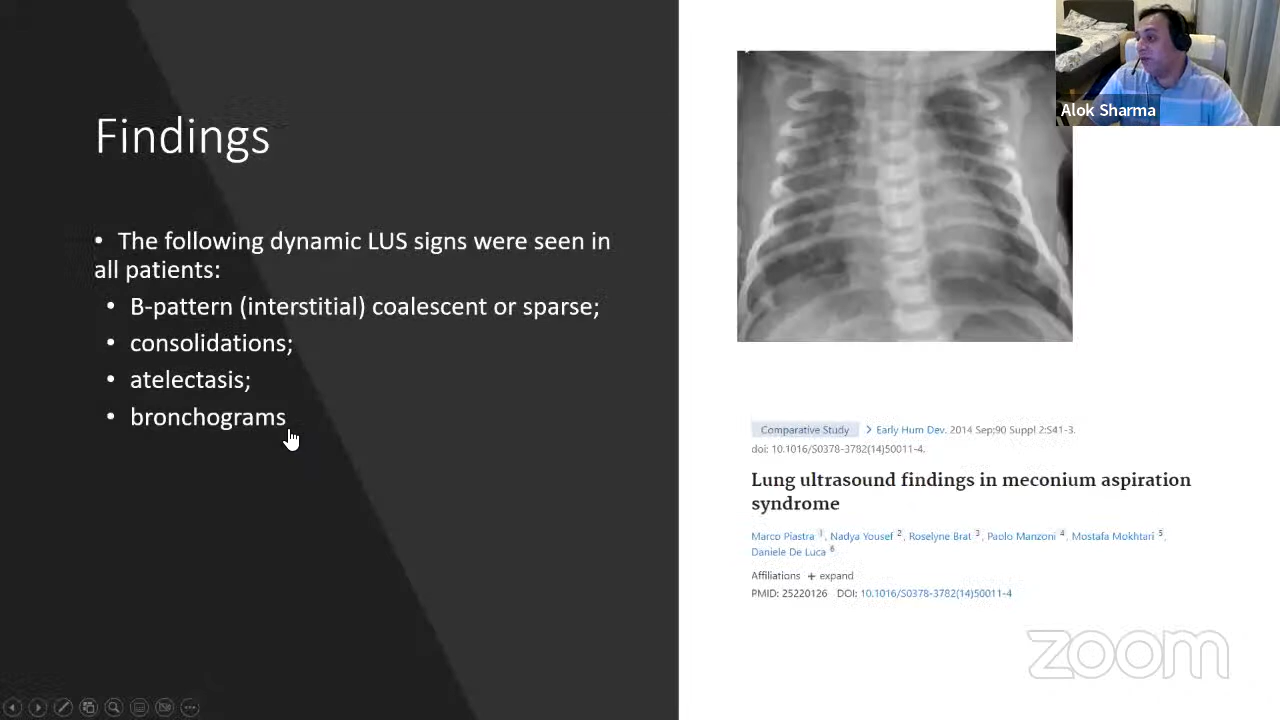 Findings
• The following dynamic LUS signs were seen in
all patients:
• B-pattern (interstitial) coalescent or sparse;
• consolidations;
• atelectasis;
• bronchograms
Alok Sharma
Comparative Study > Early Hum Dev. 2014 Sep;90 Suppl 2:S41-3.
doi: 10.1016/S0378-3782(14)50011-4.
Lung ultrasound findings in meconium aspiration
syndrome
Marco Piastra 1, Nadya Yousef 2, Roselyne Brat 3, Paolo Manzoni 4, Mostafa Mokhtari 5,
Daniele De Luca 6
Affiliations + expand
PMID: 25220126 DOI: 10.1016/S0378-3782(14)50011-4
zoom